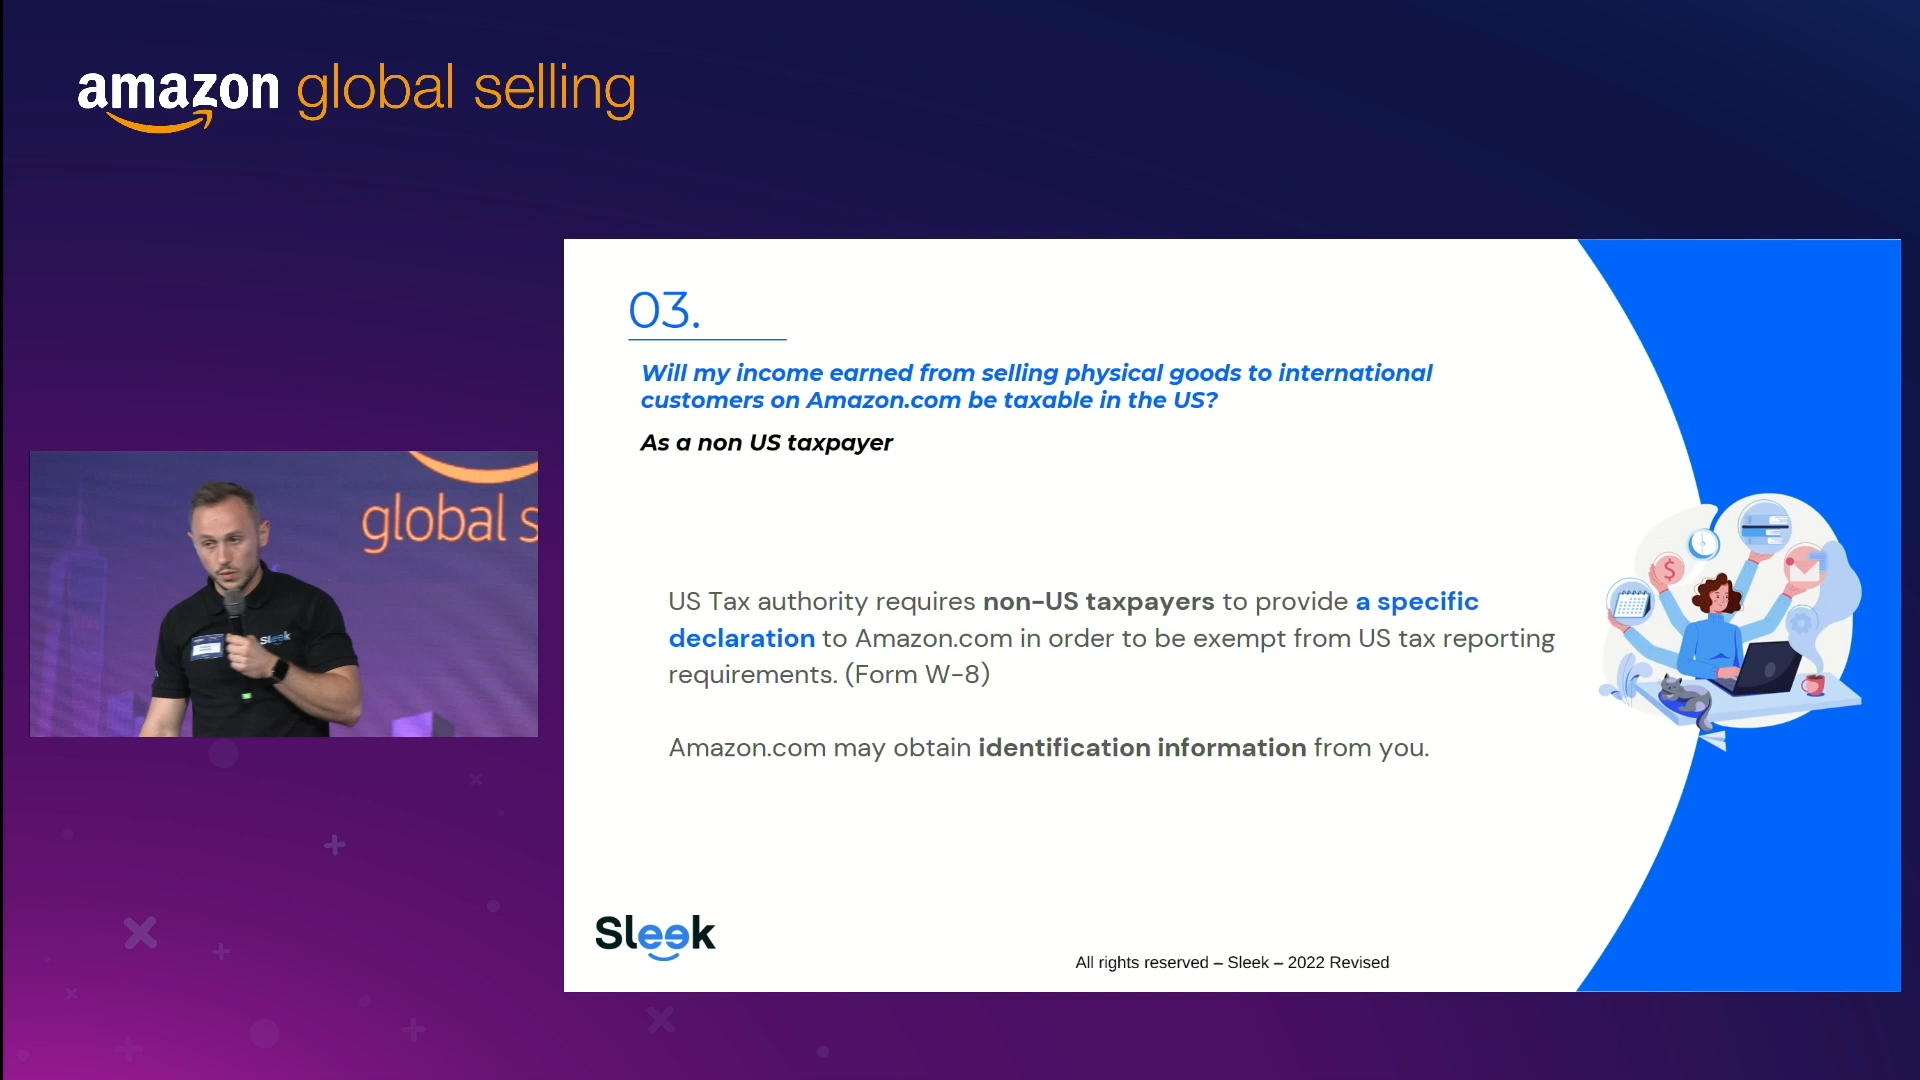 amazon global selling
03.
Will my income earned from selling physical goods to international
customers on Amazon.com be taxable in the US?
As a non US taxpayer
global s
Sleek
US Tax authority requires non-US taxpayers to provide a specific
declaration to Amazon.com in order to be exempt from US tax reporting
requirements. (Form W-8)
Amazon.com may obtain identification information from you.
Sleek
All rights reserved – Sleek – 2022 Revised